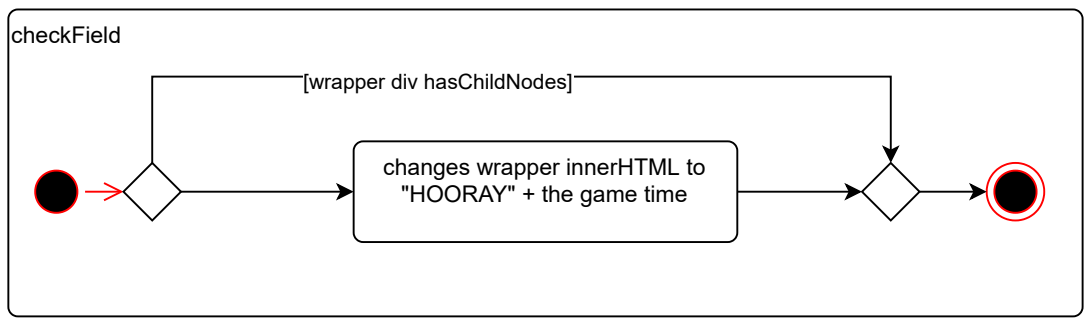 checkField
[wrapper div hasChildNodes]
changes wrapper innerHTML to
"HOORAY" + the game time